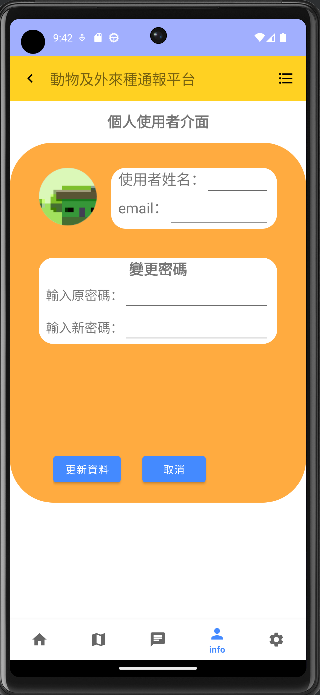 9:42
動物及外來種通報平台
個人使用者介面
使用者姓名：
email：
變更密碼
輸入原密碼：
輸入新密碼：
更新資料
取消
info